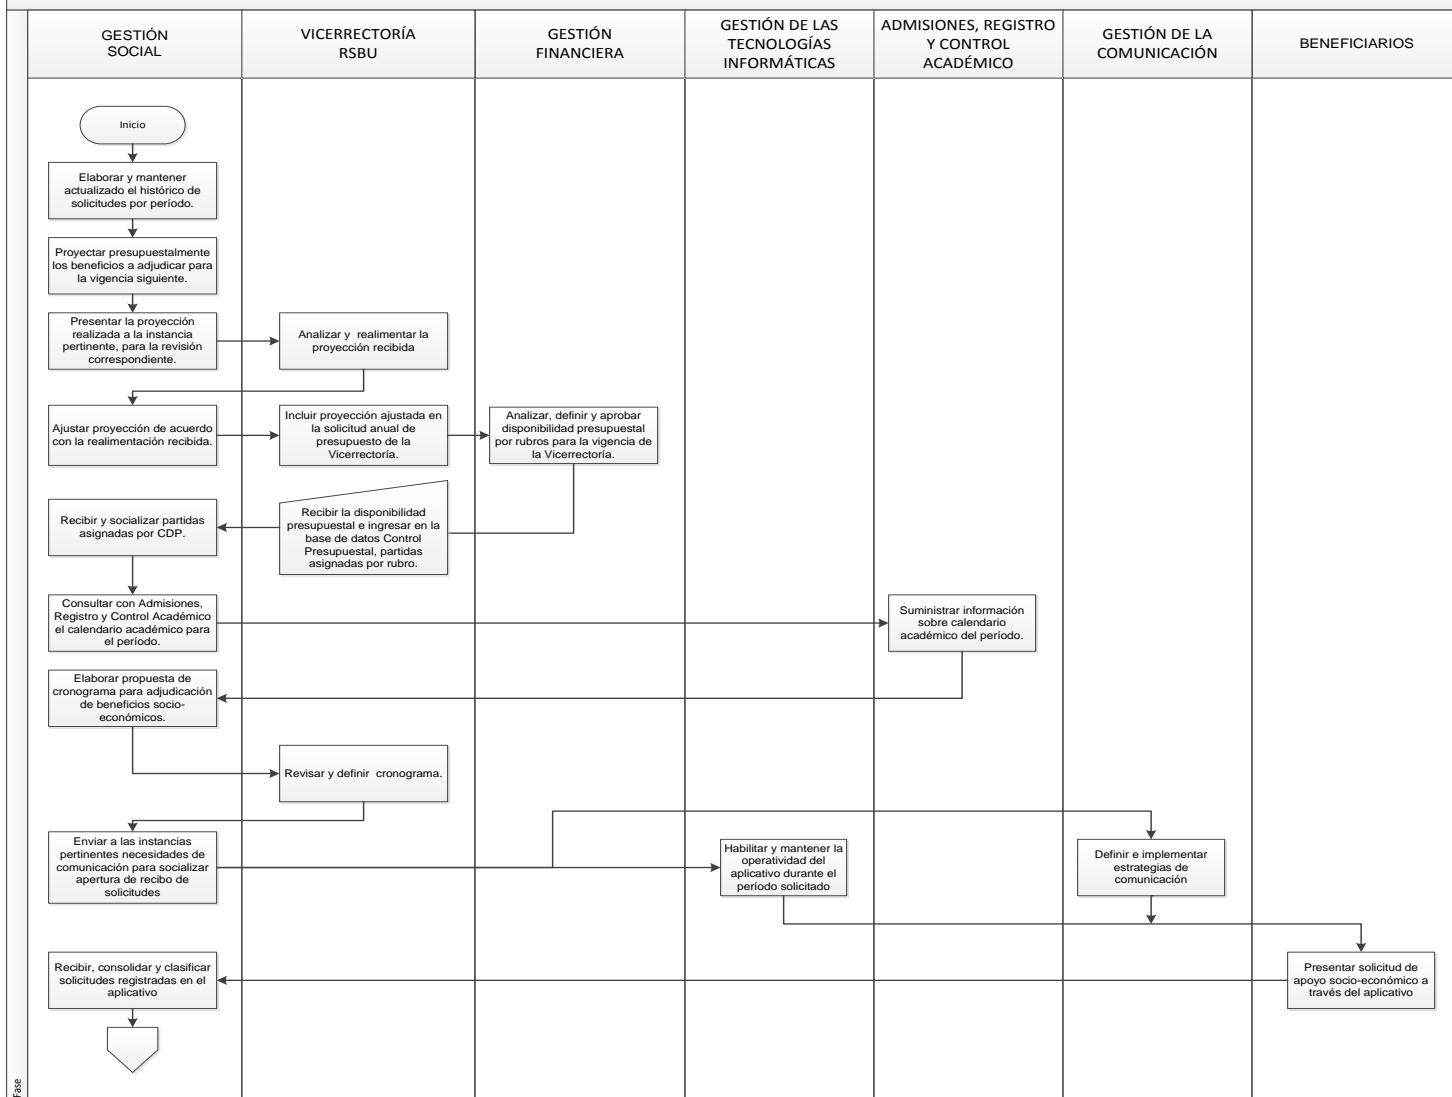 GESTIÓN
SOCIAL
VICERRECTORÍA
RSBU
GESTIÓN
FINANCIERA
GESTIÓN DE LAS
TECNOLOGÍAS
INFORMÁTICAS
ADMISIONES, REGISTRO
Y CONTROL
ACADÉMICO
GESTIÓN DE LA
COMUNICACIÓN
BENEFICIARIOS
Inicio
Elaborar y mantener
actualizado el histórico de
solicitudes por período.
Proyectar presupuestalmente
los beneficios a adjudicar para
la vigencia siguiente.
Presentar la proyección
realizada a la instancia
pertinente, para la revisión
correspondiente.
Analizar y realimentar la
proyección recibida
Ajustar proyección de acuerdo
con la realimentación recibida.
Incluir proyección ajustada en
la solicitud anual de
presupuesto de la
Vicerrectoría.
Analizar, definir y aprobar
disponibilidad presupuestal
por rubros para la vigencia de
la Vicerrectoría.
Recibir y socializar partidas
asignadas por CDP.
Recibir la disponibilidad
presupuestal e ingresar en la
base de datos Control
Presupuestal, partidas
asignadas por rubro.
Consultar con Admisiones,
Registro y Control Académico
el calendario académico para
el período.
Suministrar información
sobre calendario
académico del período.
Elaborar propuesta de
cronograma para adjudicación
de beneficios socio-
económicos.
Revisar y definir cronograma.
Enviar a las instancias
pertinentes necesidades de
comunicación para socializar
apertura de recibo de
solicitudes
Habilitar y mantener la
operatividad del
aplicativo durante el
período solicitado
Definir e implementar
estrategias de
comunicación
Recibir, consolidar y clasificar
solicitudes registradas en el
aplicativo
Presentar solicitud de
apoyo socio-económico a
través del aplicativo
Fase